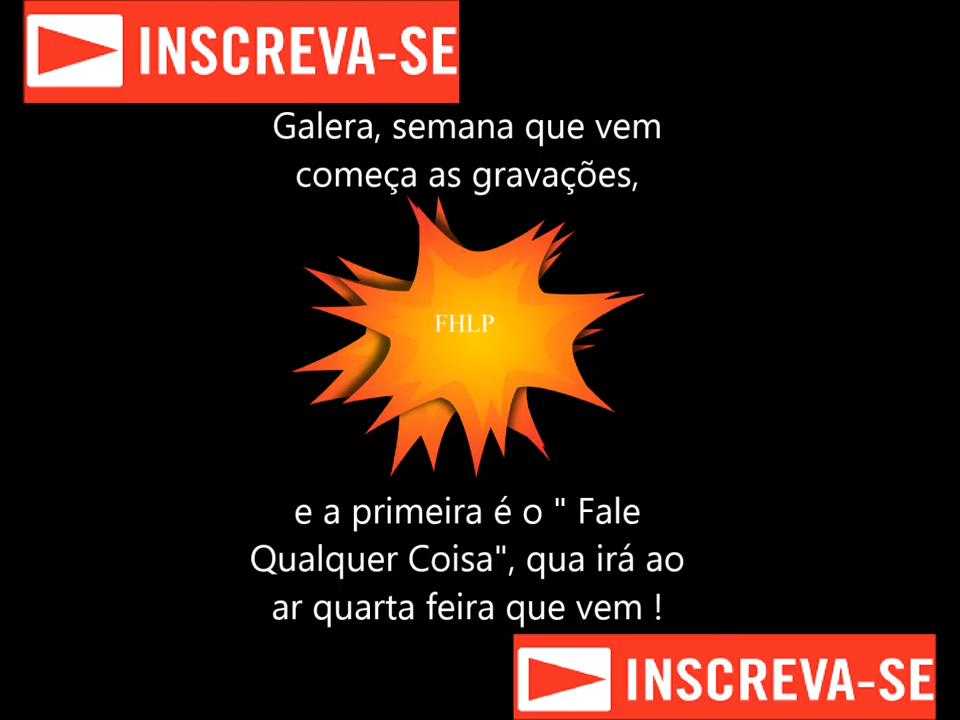 INSCREVA-SE
Galera, semana que vem
começa as gravações,
FHLP
e a primeira é o " Fale
Qualquer Coisa", qua irá ao
ar quarta feira que vem !
INSCREVA-SE